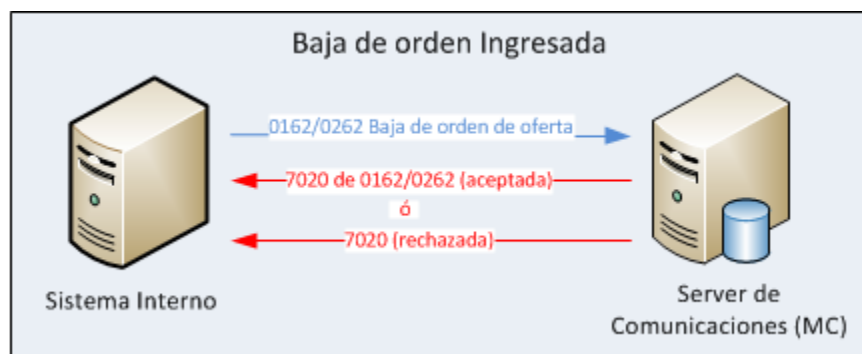 Baja de orden Ingresada
0162/0262 Baja de orden de oferta
7020 de 0162/0262 (aceptada)
ó
7020 (rechazada)
Sistema Interno
Server de
Comunicaciones (MC)